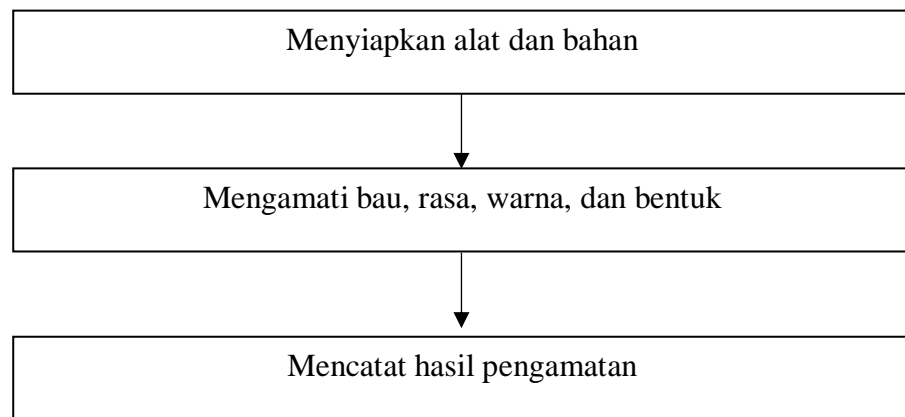 Menyiapkan alat dan bahan
Mengamati bau, rasa, warna, dan bentuk
Mencatat hasil pengamatan